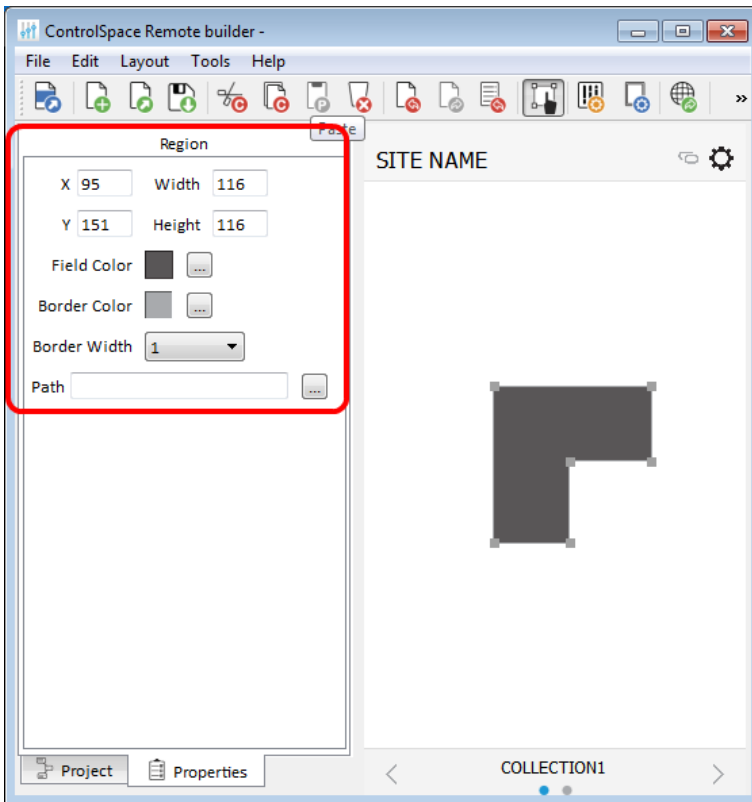 ControlSpace Remote builder -
File Edit Layout Tools Help
»
Paste
Region
SITE NAME
X 95 Width 116
Y 151 Height 116
Field Color ...
Border Color ...
Border Width 1
Path ...
Project Properties
< COLLECTION1 >